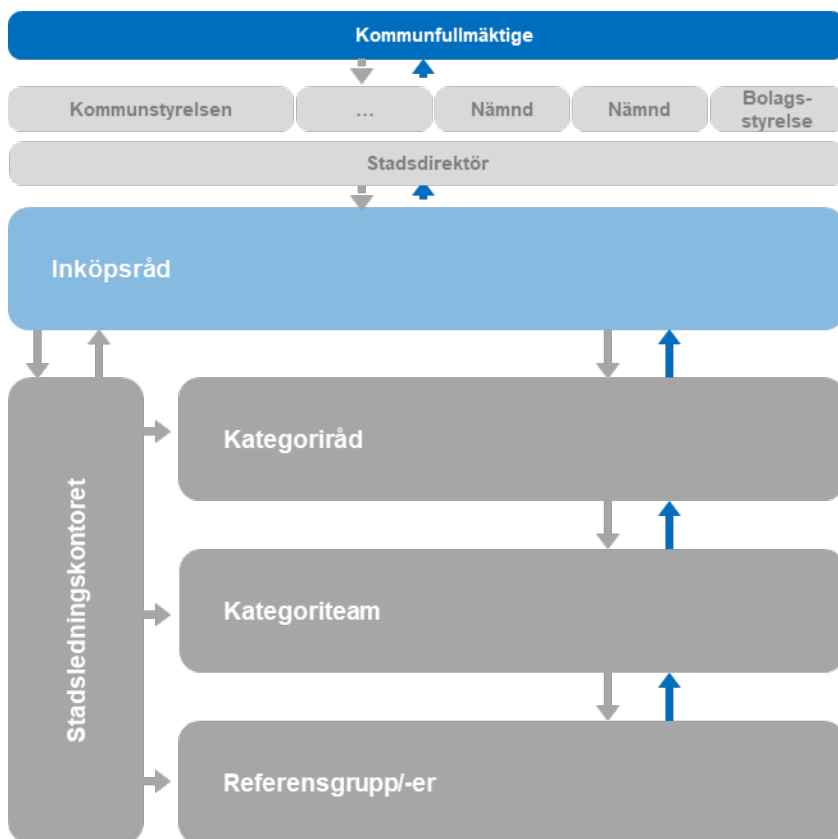 Kommunfullmäktige
Kommunstyrelsen
...
Nämnd
Nämnd
Bolags-
styrelse
Stadsdirektör
Inköpsråd
Stadsledningskontoret
Kategoriråd
Kategoriteam
Referensgrupp/-er